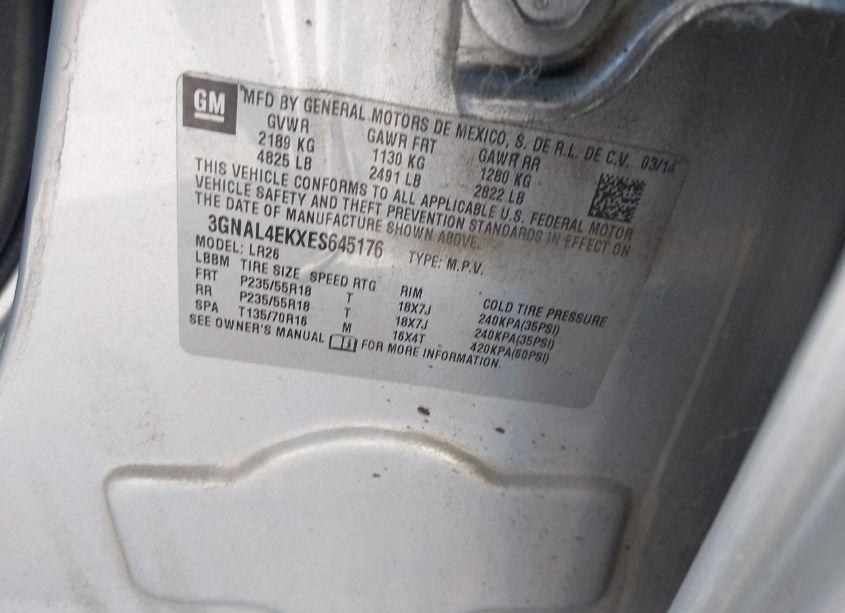 GM
*MFD BY GENERAL MOTORS DE MEXICO, S. DE R.L. DE C.V. 03/14
GVWR GAWR FRT GAWR RR
2189 KG 1130 KG 1280 KG
4825 LB 2491 LB 2822 LB
THIS VEHICLE CONFORMS TO ALL APPLICABLE U.S. FEDERAL MOTOR
VEHICLE SAFETY AND THEFT PREVENTION STANDARDS IN EFFECT ON
THE DATE OF MANUFACTURE SHOWN ABOVE.
3GNAL4EKXES645176 TYPE: M.P.V.
MODEL: LR26
LBBM TIRE SIZE SPEED RTG RIM COLD TIRE PRESSURE
FRT P235/55R18 T 18X7J 240KPA(35PSI)
RR P235/55R18 T 18X7J 240KPA(35PSI)
SPA T135/70R16 M 16X4T 420KPA(60PSI)
SEE OWNER'S MANUAL FOR MORE INFORMATION.